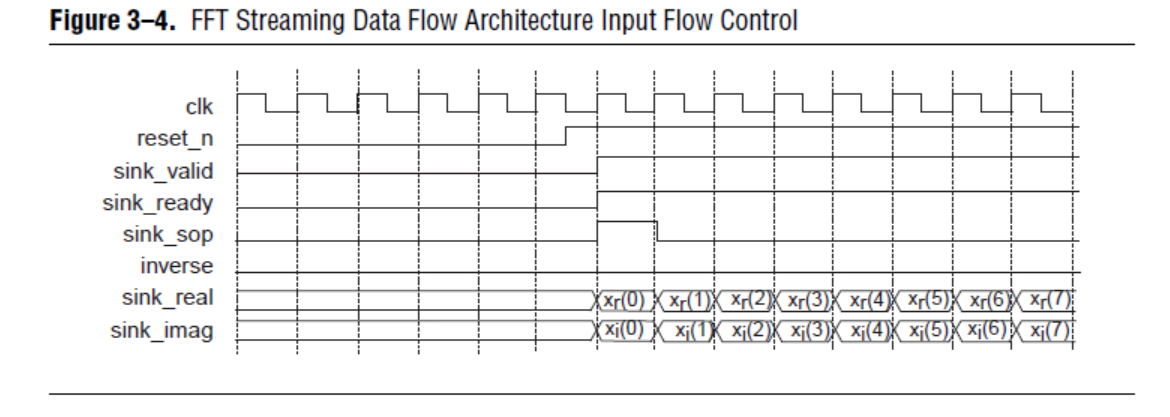 Figure 3–4. FFT Streaming Data Flow Architecture Input Flow Control
clk
reset_n
sink_valid
sink_ready
sink_sop
inverse
sink_real xr(0) xr(1) xr(2) xr(3) xr(4) xr(5) xr(6) xr(7)
sink_imag xi(0) xi(1) xi(2) xi(3) xi(4) xi(5) xi(6) xi(7)